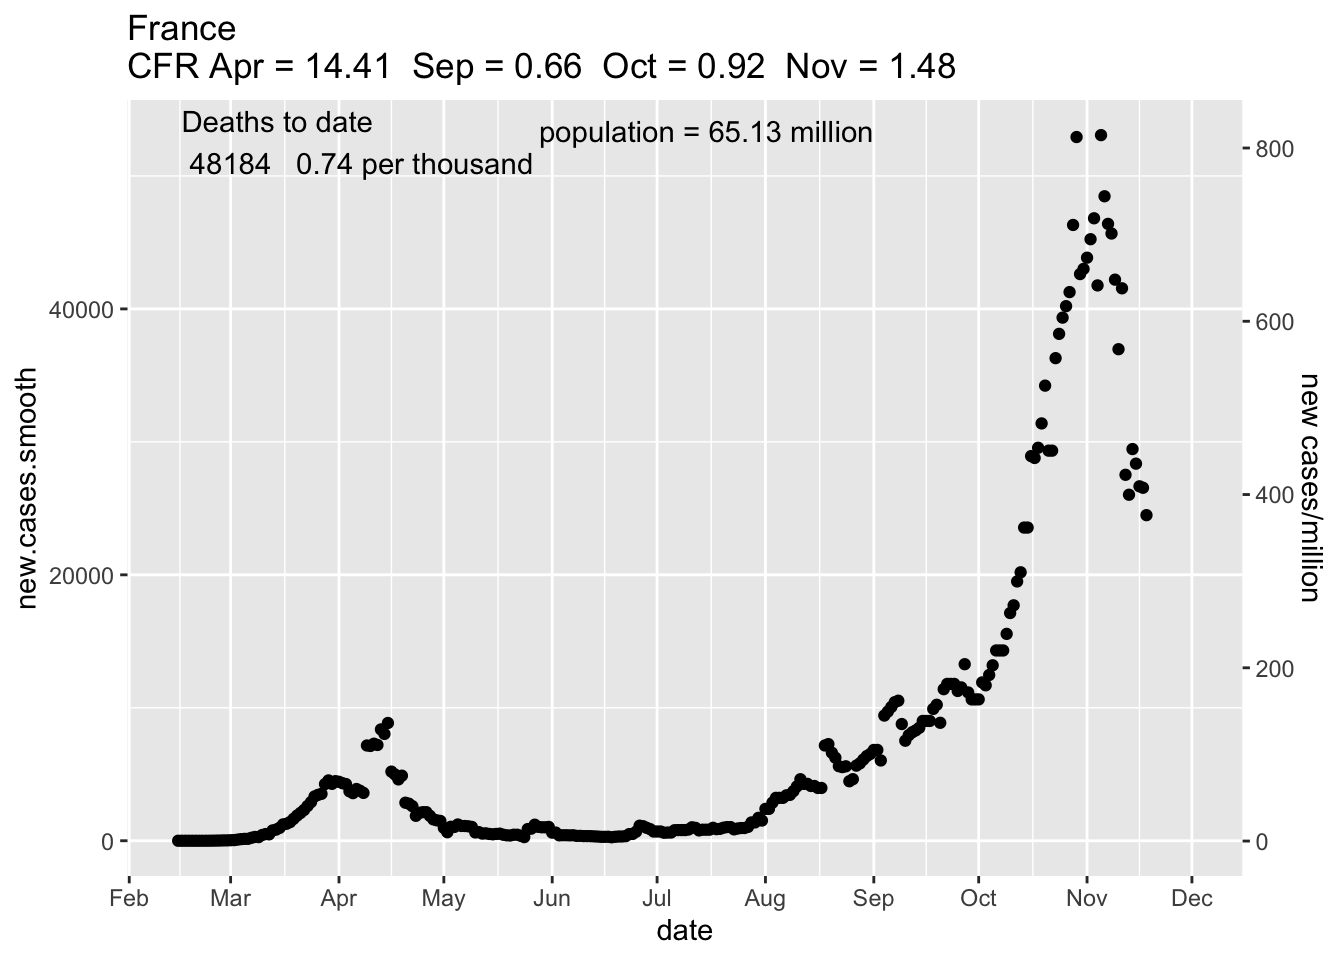 France
CFR Apr = 14.41  Sep = 0.66  Oct = 0.92  Nov = 1.48
Deaths to date
48184   0.74 per thousand
population = 65.13 million
new.cases.smooth
40000
20000
0
800
600
400
200
0
new cases/million
Feb Mar Apr May Jun Jul Aug Sep Oct Nov Dec
date